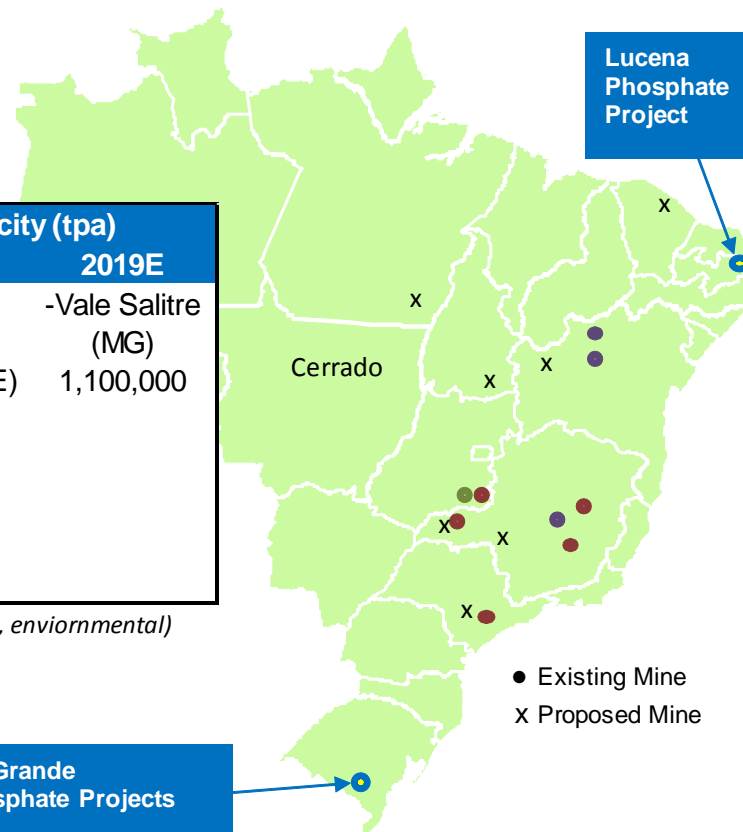 Lucena
Phosphate
Project
city (tpa)
2019E
-Vale Salitre
(MG)
E) 1,100,000
x
x
x
x
Cerrado
x
x
x
, enviornmental)
● Existing Mine
x Proposed Mine
Grande
sphate Projects